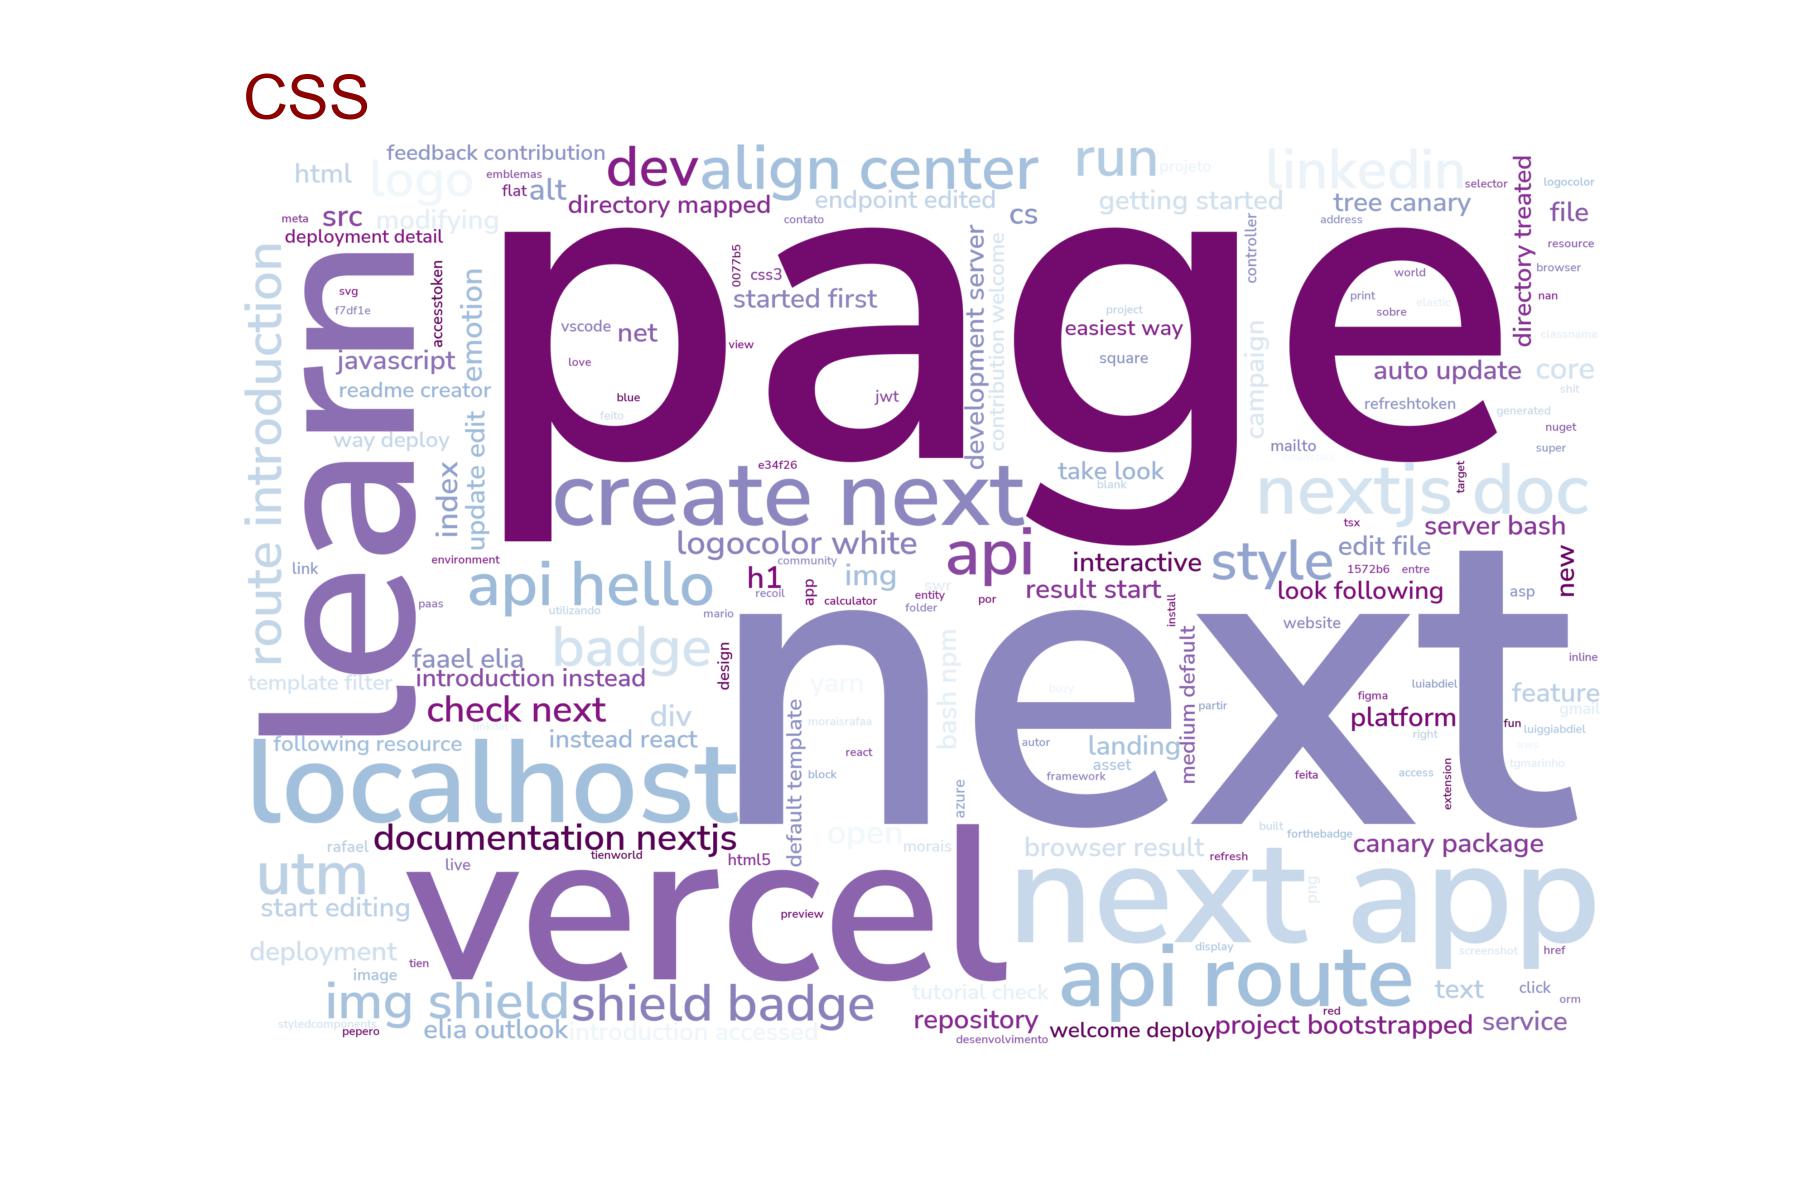 CSS
feedback contribution
dev
align center
run
projeto
linkedin
html
logo
emblemas
flat
alt
selector
logocolor
directory mapped
endpoint edited
getting started
tree canary
file
meta
src
modifying
contato
cs
address
directory treated
deployment detail
page
controller
resource
route introduction
learn
accesstoken
emotion
0077b5
css3
development server
contribution welcome
world
browser
svg
f7df1e
started first
project
print
elastic
nan
sobre
vscode
net
view
easiest way
campaign
classname
javascript
love
square
auto update
core
readme creator
blue
jwt
refreshtoken
shit
feito
generated
way deploy
update edit
nuget
mailto
super
index
e34f26
take look
blank
target
create next
nextjs doc
tsx
server bash
logocolor white
api
interactive
style
edit file
new
environment
community
link
api hello
h1
app
img
swr
result start
1572b6
entre
look following
asp
recoil
entity
por
install
paas
utilizando
calculator
folder
mario
next
website
badge
design
bash npm
medium default
faael elia
inline
template filter
introduction instead
yarn
buzy
luiabdiel
feature
figma
gmail
check next
div
moraisrafaa
default template
partir
platform
fun
luiggiabdiel
right
following resource
instead react
autor
landing
react
aws
localhost
block
asset
framework
feita
access
extension
tgmarinho
azure
documentation nextjs
open
morais
built
forthebadge
rafael
tienworld
html5
live
browser result
refresh
canary package
utm
vercel
next app
png
start editing
preview
deployment
tien
display
screenshot
href
image
api route
img shield
shield badge
tutorial check
text
click
orm
styledcomponents
pepero
elia outlook
introduction accessed
repository
desenvolvimento
welcome deploy
red
project bootstrapped
service